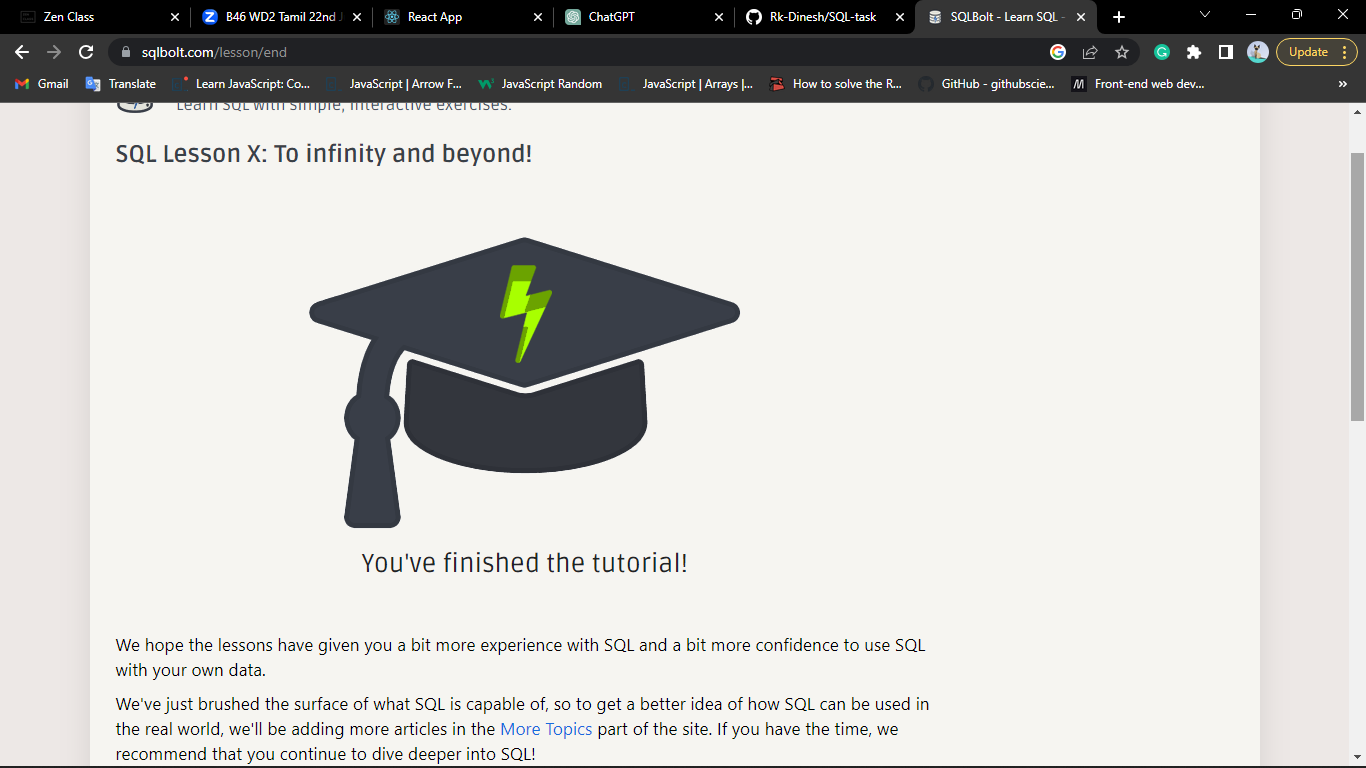 Zen Class
B46 WD2 Tamil 22nd J
React App
ChatGPT
Rk-Dinesh/SQL-task
SQLBolt - Learn SQL -
sqlbolt.com/lesson/end
Update
Gmail
Translate
Learn JavaScript: Co...
JavaScript | Arrow F...
JavaScript Random
JavaScript | Arrays |...
How to solve the R...
GitHub - githubscie...
Front-end web dev...
Learn SQL with simple, interactive exercises.
SQL Lesson X: To infinity and beyond!
You've finished the tutorial!
We hope the lessons have given you a bit more experience with SQL and a bit more confidence to use SQL
with your own data.
We've just brushed the surface of what SQL is capable of, so to get a better idea of how SQL can be used in
the real world, we'll be adding more articles in the More Topics part of the site. If you have the time, we
recommend that you continue to dive deeper into SQL!